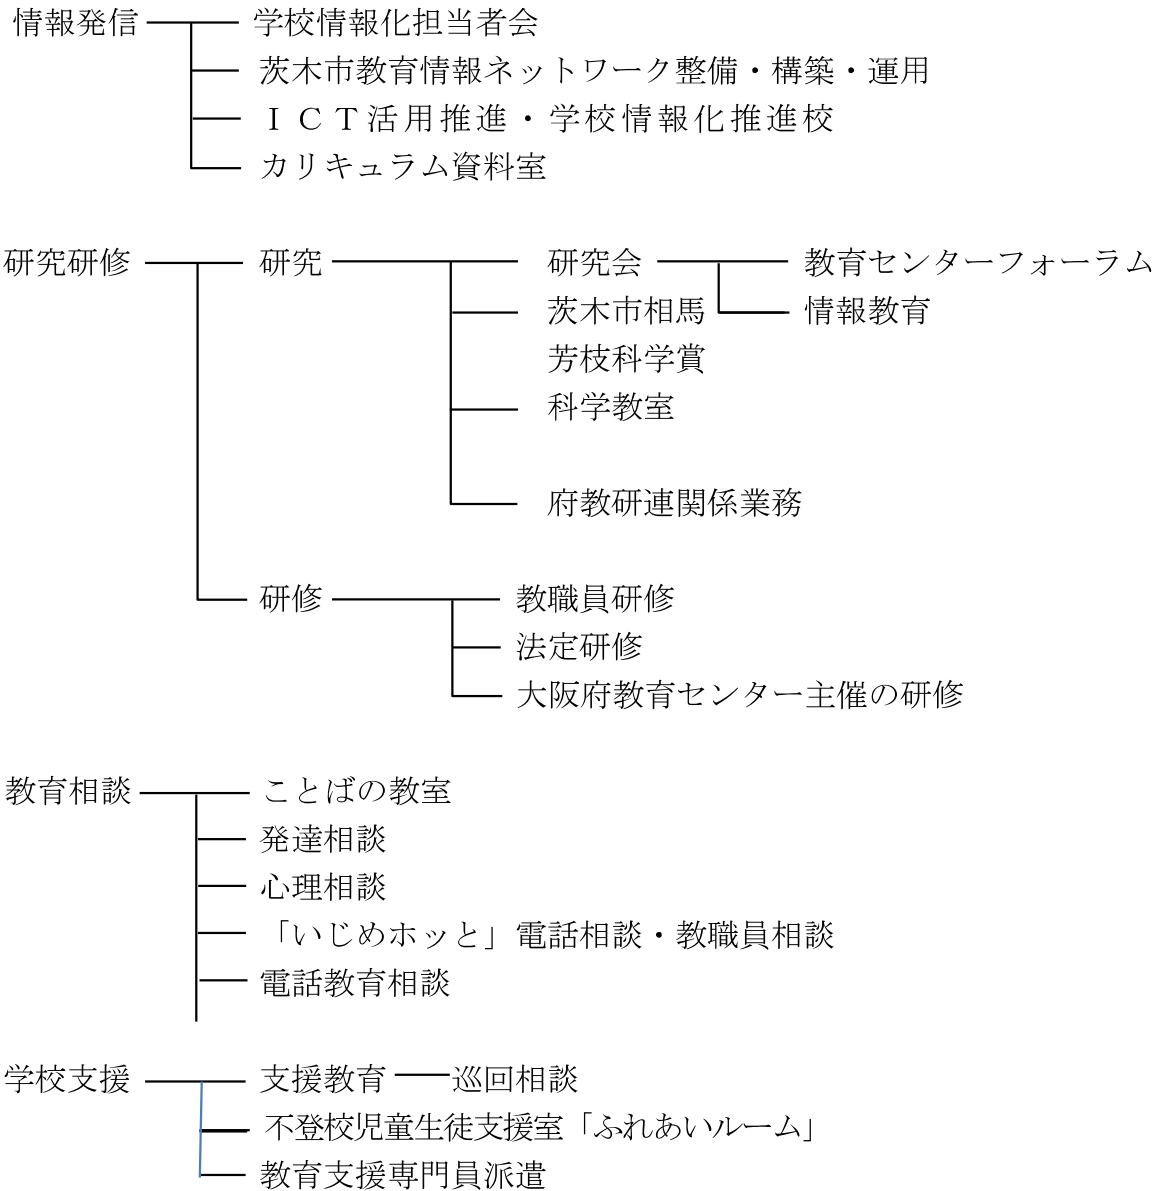 情報発信 学校情報化担当者会
茨木市教育情報ネットワーク整備・構築・運用
ＩＣＴ活用推進・学校情報化推進校
カリキュラム資料室
研究研修 研究 研究会 教育センターフォーラム
茨木市相馬 情報教育
芳枝科学賞
科学教室
府教研連関係業務
研修 教職員研修
法定研修
大阪府教育センター主催の研修
教育相談 ことばの教室
発達相談
心理相談
「いじめホッと」電話相談・教職員相談
電話教育相談
学校支援 支援教育 巡回相談
不登校児童生徒支援室「ふれあいルーム」
教育支援専門員派遣